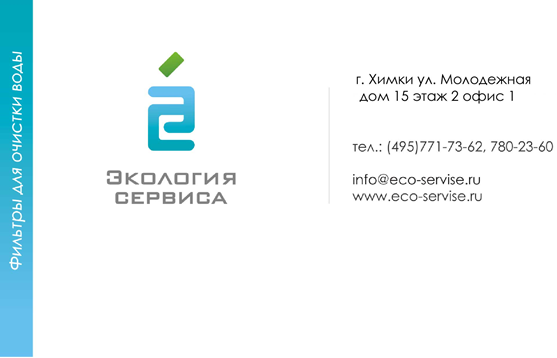 Фильтры для очистки воды
Экология
сервиса
г. Химки ул. Молодежная
дом 15 этаж 2 офис 1
тел.: (495)771-73-62, 780-23-60
info@eco-servise.ru
www.eco-servise.ru